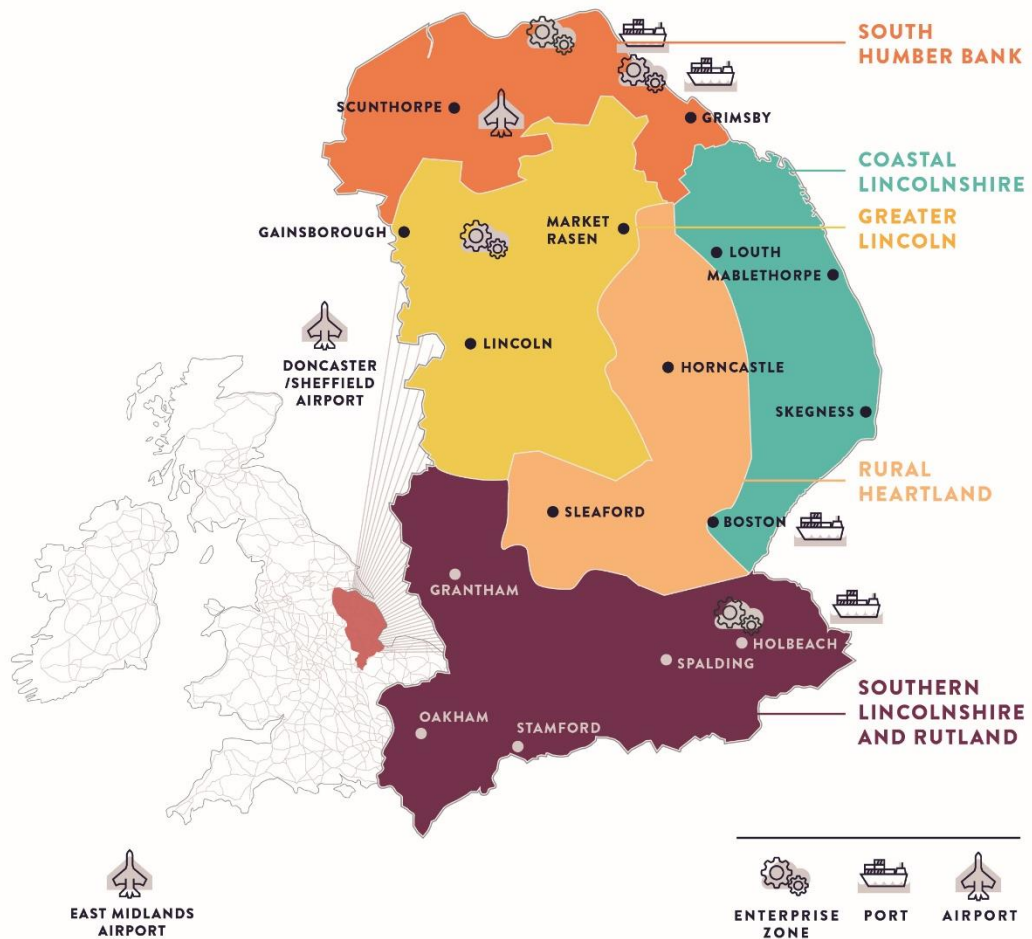 SOUTH
HUMBER BANK
SCUNTHORPE
GRIMSBY
COASTAL
LINCOLNSHIRE
GREATER
LINCOLN
GAINSBOROUGH
MARKET
RASEN
LOUTH
MABLETHORPE
DONCASTER
/SHEFFIELD
AIRPORT
LINCOLN
HORNCASTLE
SKEGNESS
RURAL
HEARTLAND
SLEAFORD
BOSTON
GRANTHAM
HOLBEACH
SPALDING
SOUTHERN
LINCOLNSHIRE
AND RUTLAND
OAKHAM
STAMFORD
EAST MIDLANDS
AIRPORT
ENTERPRISE
ZONE
PORT
AIRPORT